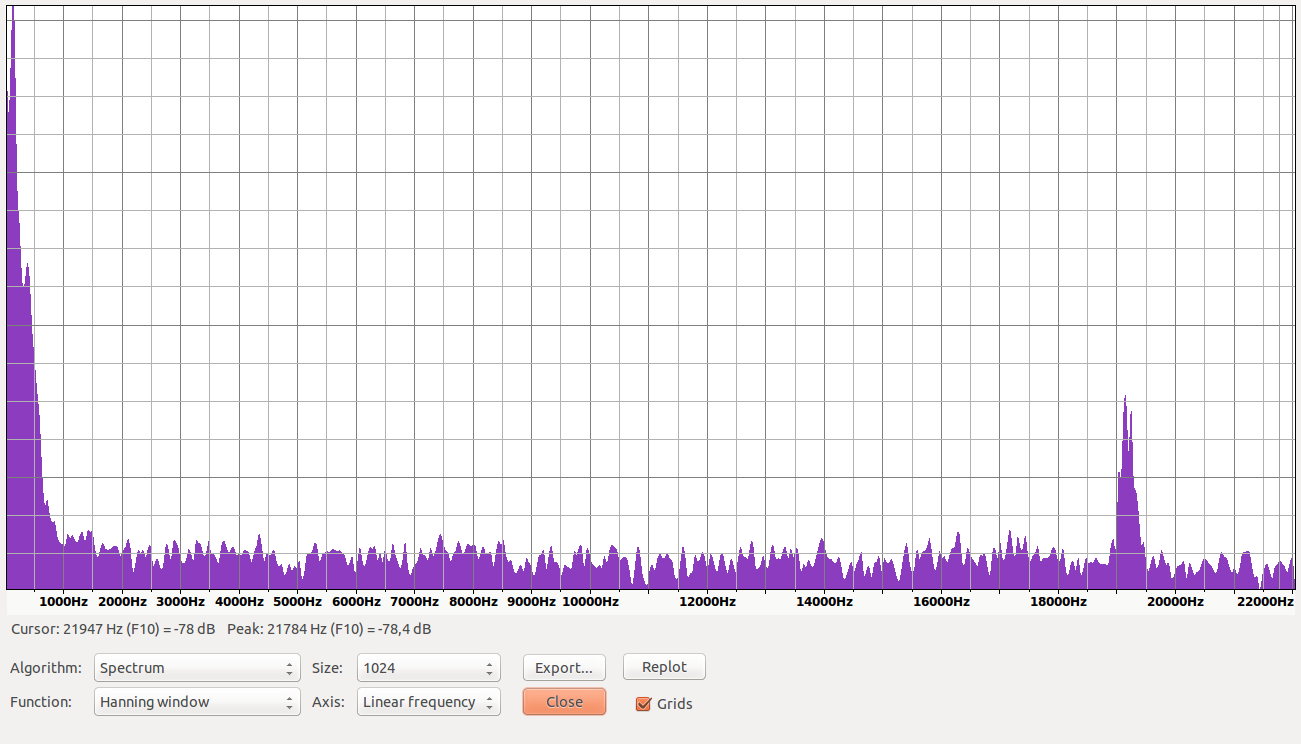 1000Hz 2000Hz 3000Hz 4000Hz 5000Hz 6000Hz 7000Hz 8000Hz 9000Hz 10000Hz 12000Hz 14000Hz 16000Hz 18000Hz 20000Hz 22000Hz
Cursor: 21947 Hz (F10) = -78 dB Peak: 21784 Hz (F10) = -78,4 dB
Algorithm: Spectrum Size: 1024 Export... Replot
Function: Hanning window Axis: Linear frequency Close Grids